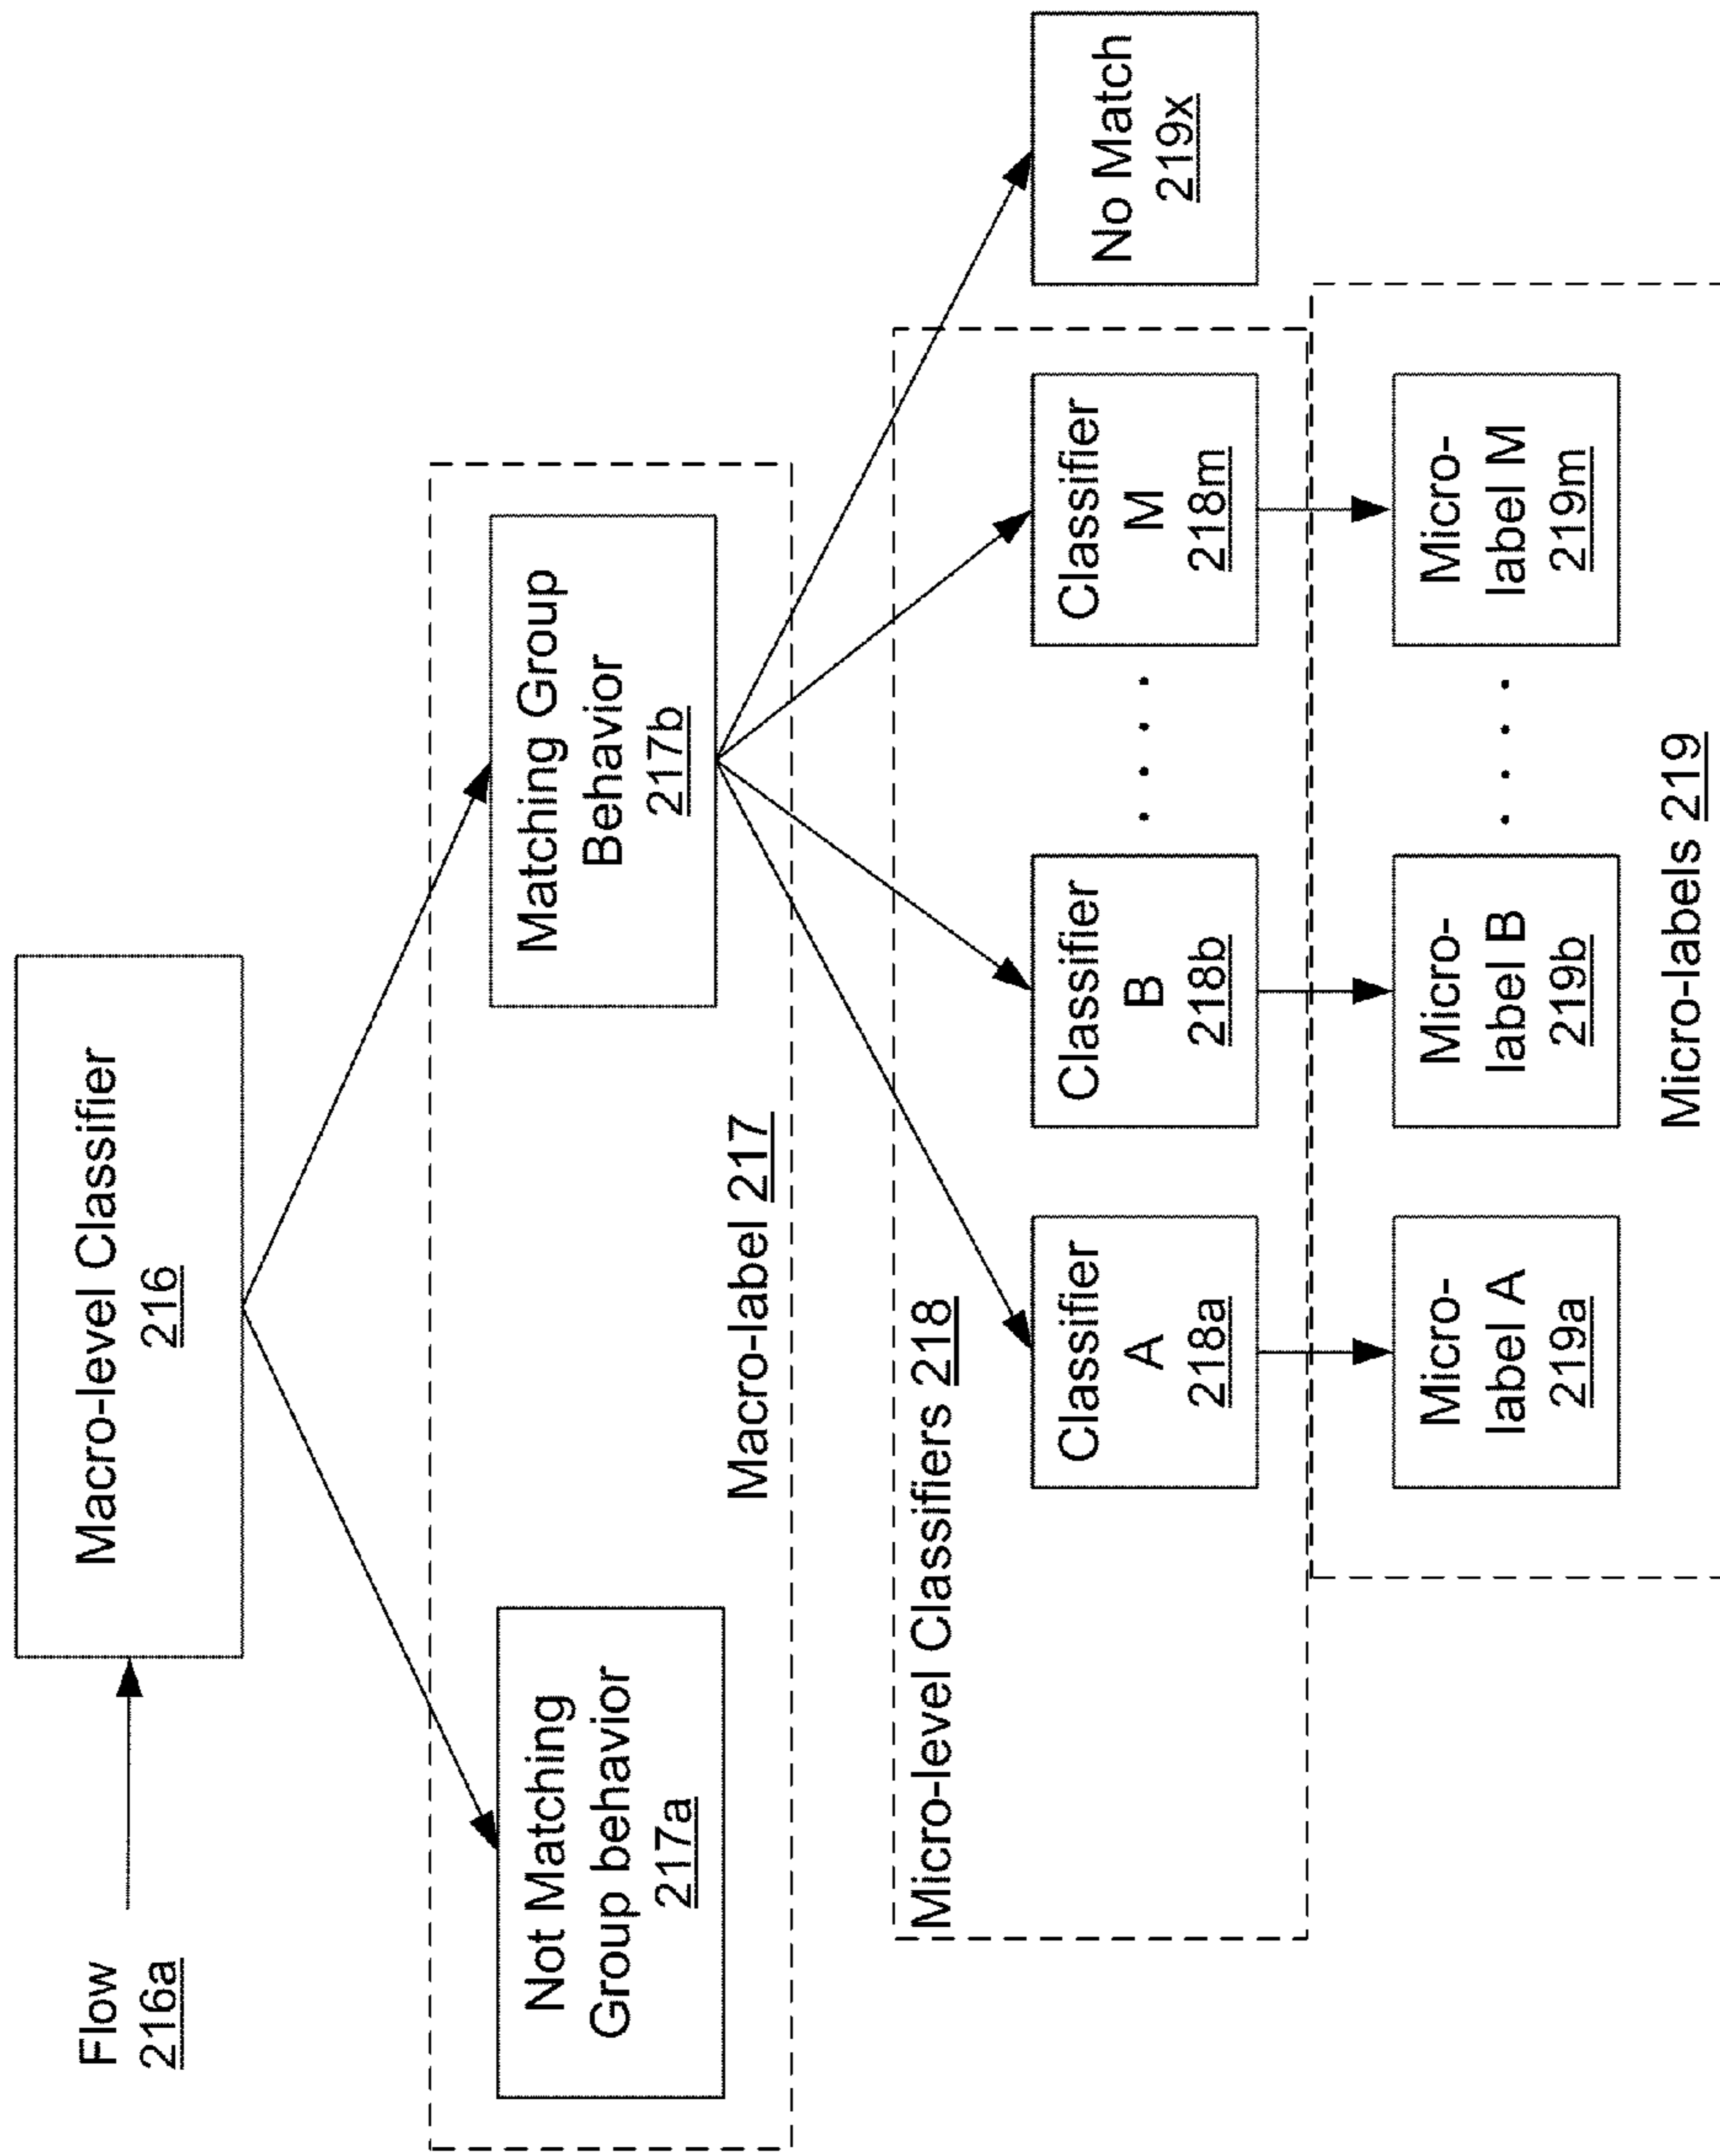 Flow
216a
Macro-level Classifier
216
Not Matching
Group behavior
217a
Matching Group
Behavior
217b
Macro-label 217
Micro-level Classifiers 218
Classifier
A
218a
Classifier
B
218b
. . . .
Classifier
M
218m
No Match
219x
Micro-
label A
219a
Micro-
label B
219b
. . . .
Micro-
label M
219m
Micro-labels 219